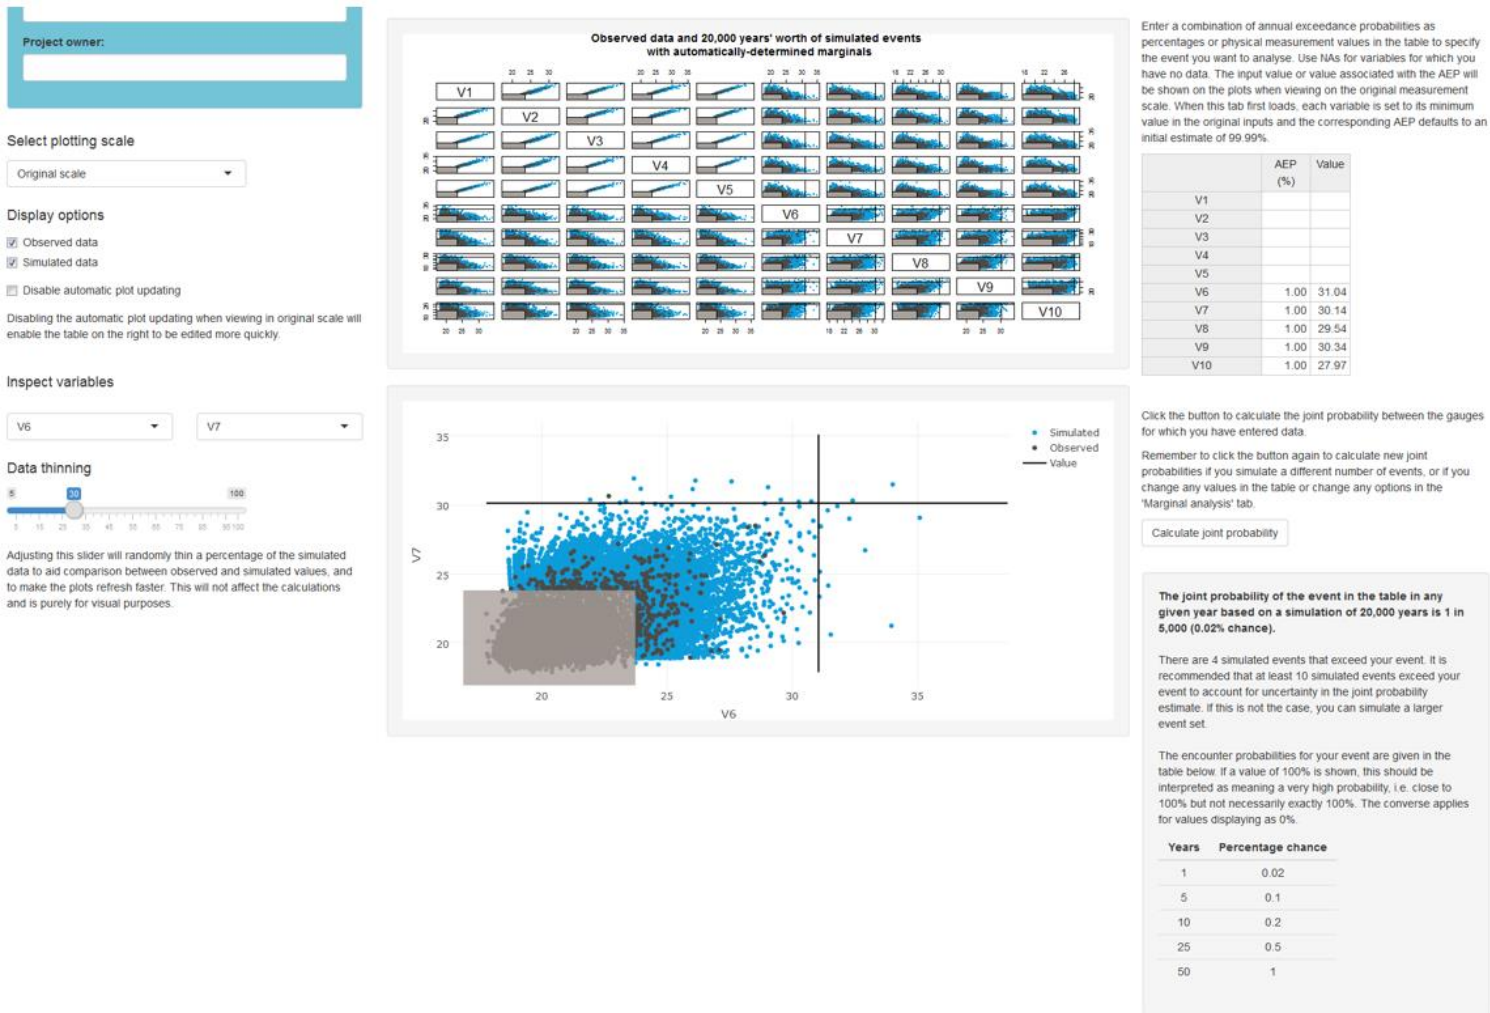 Project owner:
Select plotting scale
Original scale
Display options
Observed data
Simulated data
Disable automatic plot updating
Disabling the automatic plot updating when viewing in original scale will
enable the table on the right to be edited more quickly.
Inspect variables
V6 V7
Data thinning
5 30 100
Adjusting this slider will randomly thin a percentage of the simulated
data to aid comparison between observed and simulated values, and
to make the plots refresh faster. This will not affect the calculations
and is purely for visual purposes.
Observed data and 20,000 years' worth of simulated events
with automatically-determined marginals
V1
V2
V3
V4
V5
V6
V7
V8
V9
V10
35
30
25
20
V7
20 25 30 35
V6
Simulated
Observed
Value
Enter a combination of annual exceedance probabilities as
percentages or physical measurement values in the table to specify
the event you want to analyse. Use NAs for variables for which you
have no data. The input value or value associated with the AEP will
be shown on the plots when viewing on the original measurement
scale. When this tab first loads, each variable is set to its minimum
value in the original inputs and the corresponding AEP defaults to an
initial estimate of 99.99%.
AEP Value
(%)
V1
V2
V3
V4
V5
V6 1.00 31.04
V7 1.00 30.14
V8 1.00 29.54
V9 1.00 30.34
V10 1.00 27.97
Click the button to calculate the joint probability between the gauges
for which you have entered data.
Remember to click the button again to calculate new joint
probabilities if you simulate a different number of events, or if you
change any values in the table or change any options in the
'Marginal analysis' tab.
Calculate joint probability
The joint probability of the event in the table in any
given year based on a simulation of 20,000 years is 1 in
5,000 (0.02% chance).
There are 4 simulated events that exceed your event. It is
recommended that at least 10 simulated events exceed your
event to account for uncertainty in the joint probability
estimate. If this is not the case, you can simulate a larger
event set.
The encounter probabilities for your event are given in the
table below. If a value of 100% is shown, this should be
interpreted as meaning a very high probability, i.e. close to
100% but not necessarily exactly 100%. The converse applies
for values displaying as 0%.
Years Percentage chance
1 0.02
5 0.1
10 0.2
25 0.5
50 1